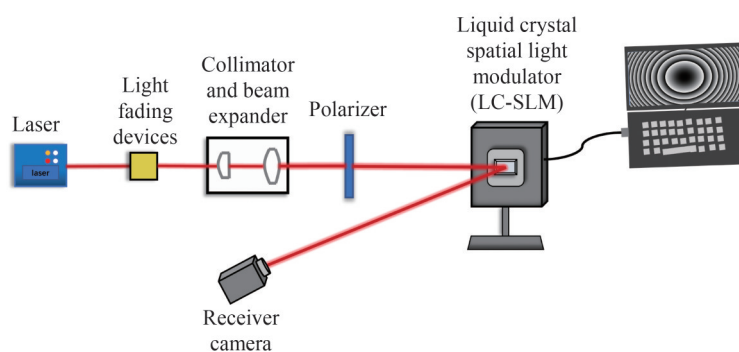 Liquid crystal
spatial light
modulator
(LC-SLM)
Collimator
and beam
expander
Light
fading
devices
Polarizer
Laser
laser
Receiver
camera